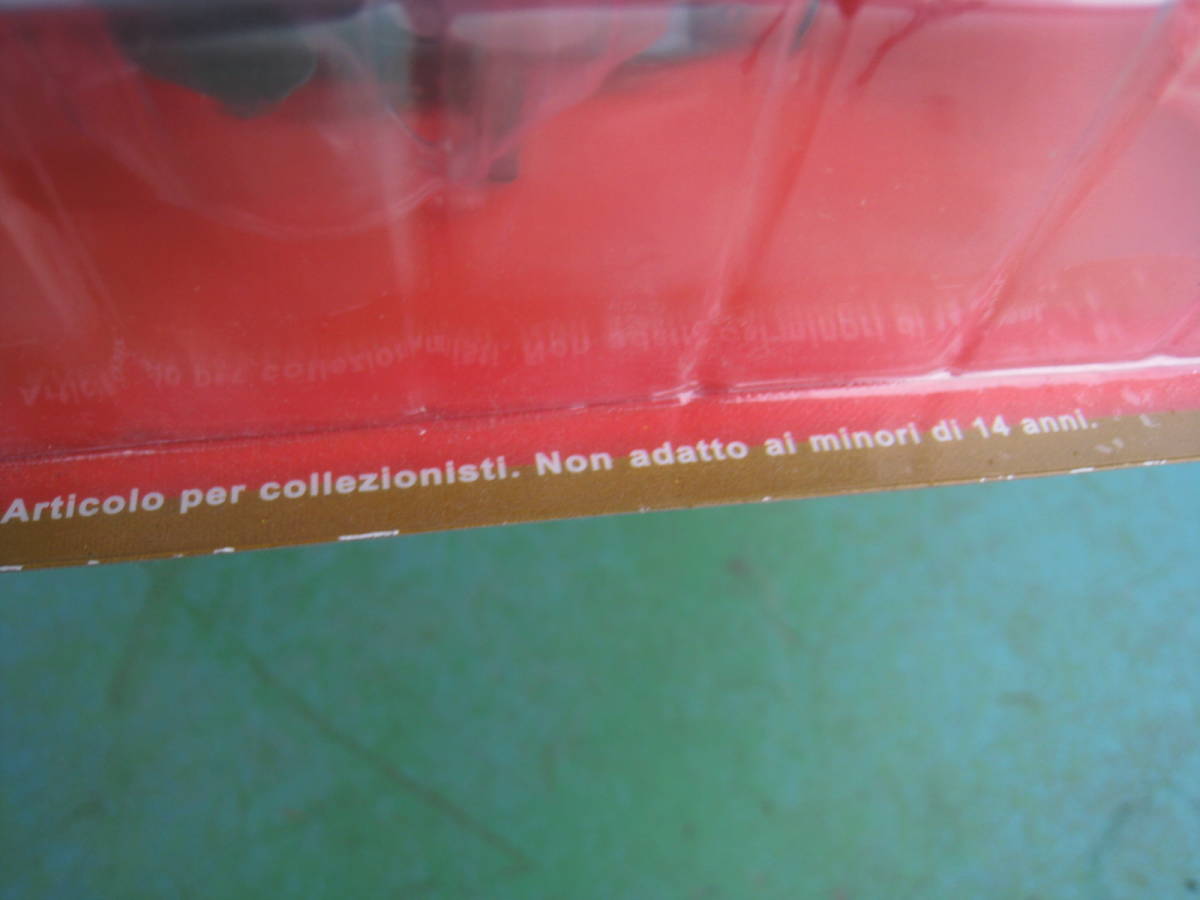 Articolo per collezionisti. Non adatto ai minori di 14 anni.